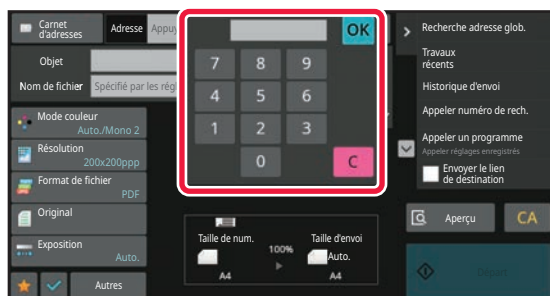 Carnet
d'adresses
Adresse
Appuy
OK
Recherche adresse glob.
Objet
Travaux
récents
Nom de fichier
Spécifié par les régl
7 8 9
Historique d'envoi
4 5 6
Appeler numéro de rech.
Mode couleur
Auto./Mono 2
1 2 3
Appeler un programme
Appeler réglages enregistrés
Résolution
200x200ppp
0 C
Envoyer le lien
de destination
Format de fichier
PDF
Original
Aperçu
CA
Taille de num.
100%
Taille d'envoi
Auto.
Exposition
Auto.
A4
A4
Départ
Autres